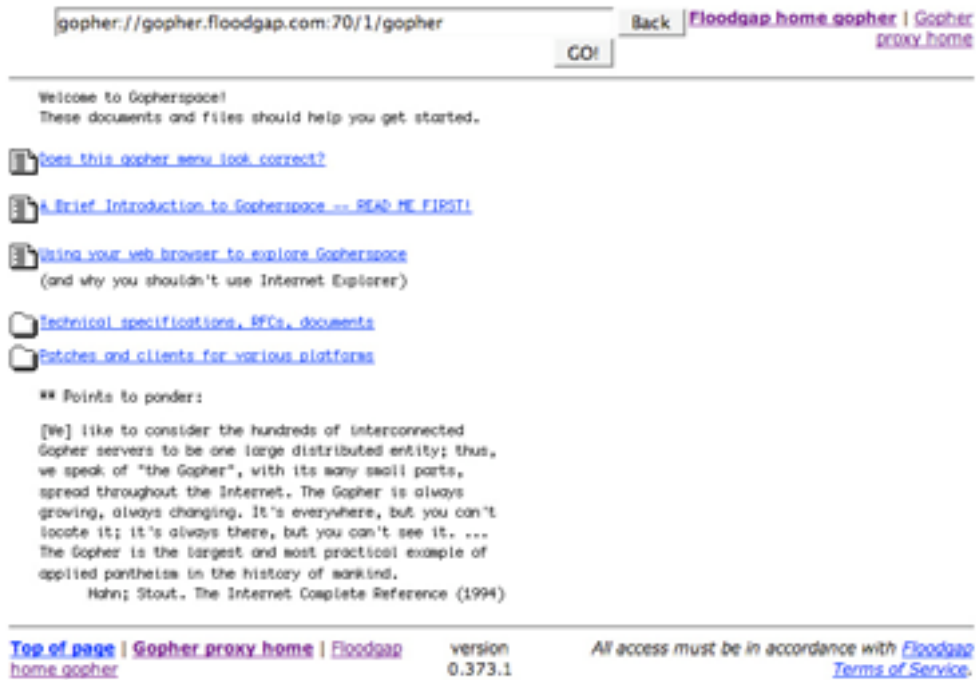 gopher://gopher.floodgap.com:70/1/gopher
Back
Floodgap home gopher | Gopher
proxy home
GO!
Welcome to Gopherspace!
These documents and files should help you get started.
Does this gopher menu look correct?
A Brief Introduction to Gopherspace -- READ ME FIRST!
Using your web browser to explore Gopherspace
(and why you shouldn't use Internet Explorer)
Technical specifications, RFCs, documents
Patches and clients for various platforms
** Points to ponder:
[We] like to consider the hundreds of interconnected
Gopher servers to be one large distributed entity; thus,
we speak of "the Gopher", with its many small parts,
spread throughout the Internet. The Gopher is always
growing, always changing. It's everywhere, but you can't
locate it; it's always there, but you can't see it. ...
The Gopher is the largest and most practical example of
applied pantheism in the history of mankind.
Hahn; Stout. The Internet Complete Reference (1994)
Top of page | Gopher proxy home | Floodgap
home gopher
version
0.373.1
All access must be in accordance with Floodgap
Terms of Service.